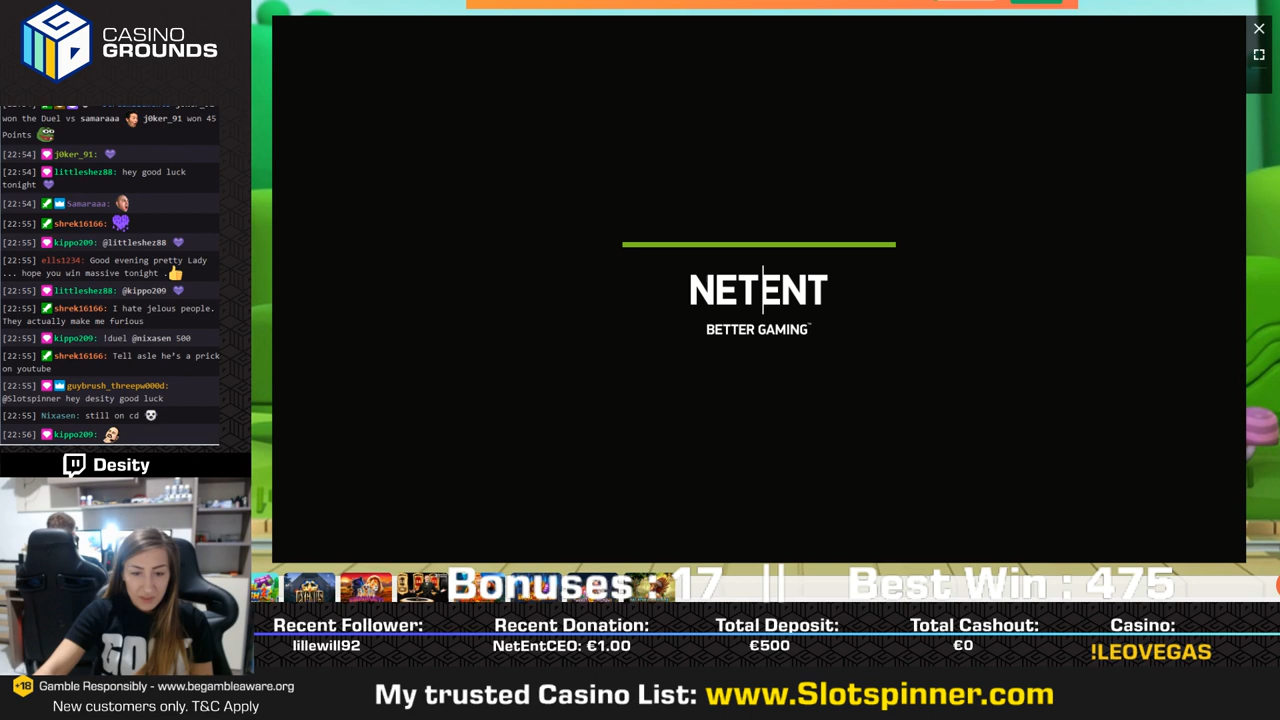 CASINO
GROUNDS
won the Duel vs samaraaa j0ker_91 won 45
Points
[22:54] j0ker_91:
[22:54] littleshez88: hey good luck
tonight
[22:54] Samaraaa:
[22:55] shrek16166:
[22:55] kippo209: @littleshez88
[22:55] ells1234: Good evening pretty Lady
... hope you win massive tonight .
[22:55] littleshez88: @kippo209
[22:55] shrek16166: I hate jelous people.
They actually make me furious
[22:55] kippo209: !duel @nixasen 500
[22:55] shrek16166: Tell asle he's a prick
on youtube
[22:55] guybrush_threepw000d:
@Slotspinner hey desity good luck
[22:55] Nixasen: still on cd
[22:56] kippo209:
Desity
NETENT
BETTER GAMING™
Bonuses : 17 || Best Win : 475
Recent Follower:
lillewill92
Recent Donation:
NetEntCEO: €1.00
Total Deposit:
€500
Total Cashout:
€0
Casino:
!LEOVEGAS
+18 Gamble Responsibly - www.begambleaware.org
New customers only. T&C Apply
My trusted Casino List: www.Slotspinner.com